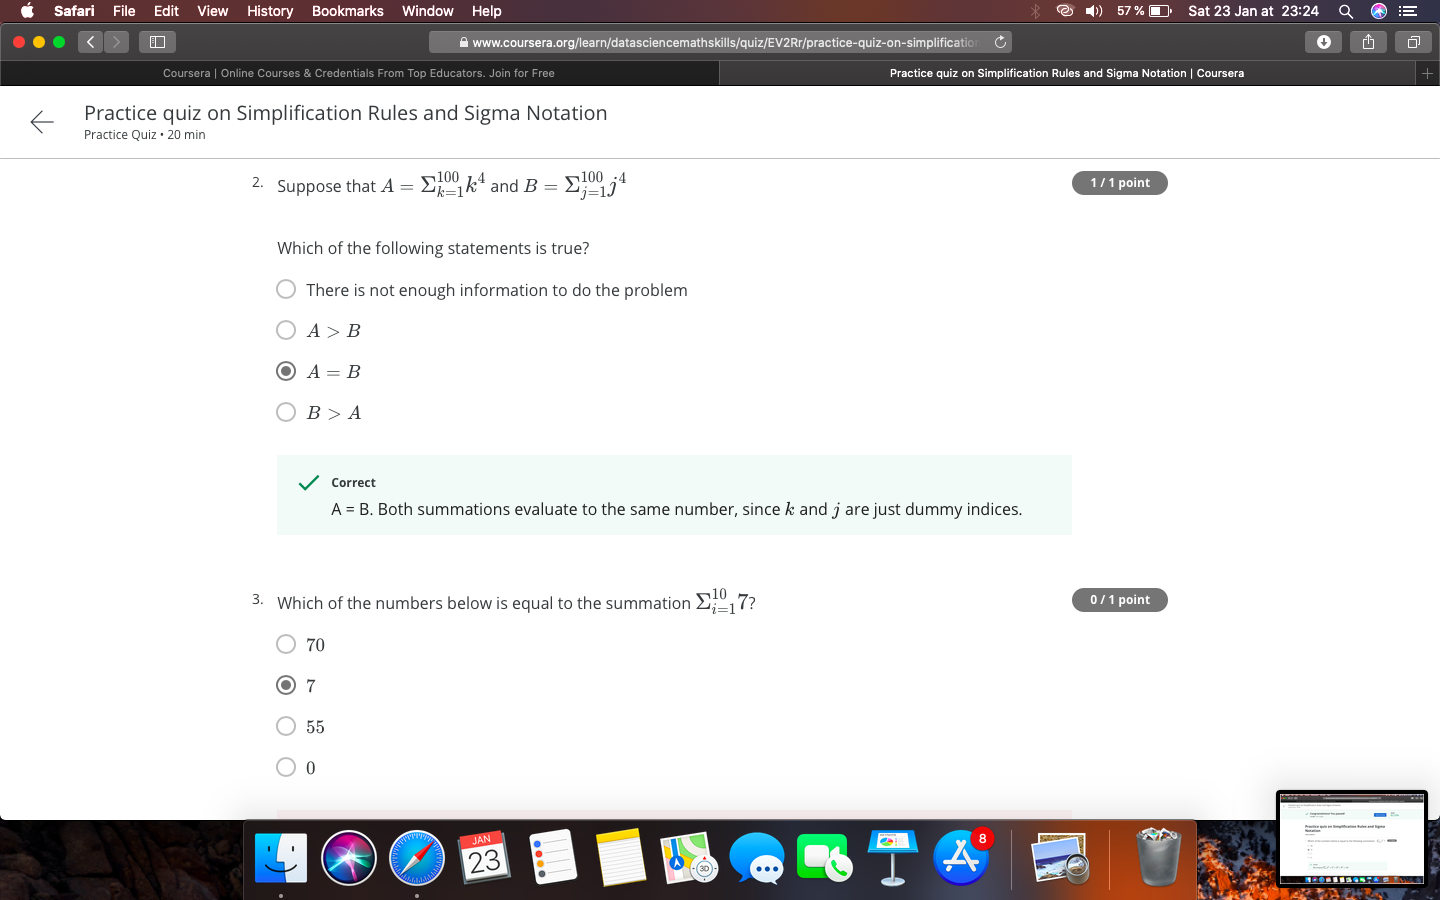 Safari File Edit View History Bookmarks Window Help 57 % Sat 23 Jan at 23:24
www.coursera.org/learn/datasciencemathskills/quiz/EV2Rr/practice-quiz-on-simplification
Coursera | Online Courses & Credentials From Top Educators. Join for Free
Practice quiz on Simplification Rules and Sigma Notation | Coursera
Practice quiz on Simplification Rules and Sigma Notation
Practice Quiz • 20 min
2. Suppose that A = Σ_{k=1}^{100} k^4 and B = Σ_{j=1}^{100} j^4
1 / 1 point
Which of the following statements is true?
There is not enough information to do the problem
A > B
A = B
B > A
Correct
A = B. Both summations evaluate to the same number, since k and j are just dummy indices.
3. Which of the numbers below is equal to the summation Σ_{i=1}^{10} 7?
0 / 1 point
70
7
55
0
JAN
23
3D
8